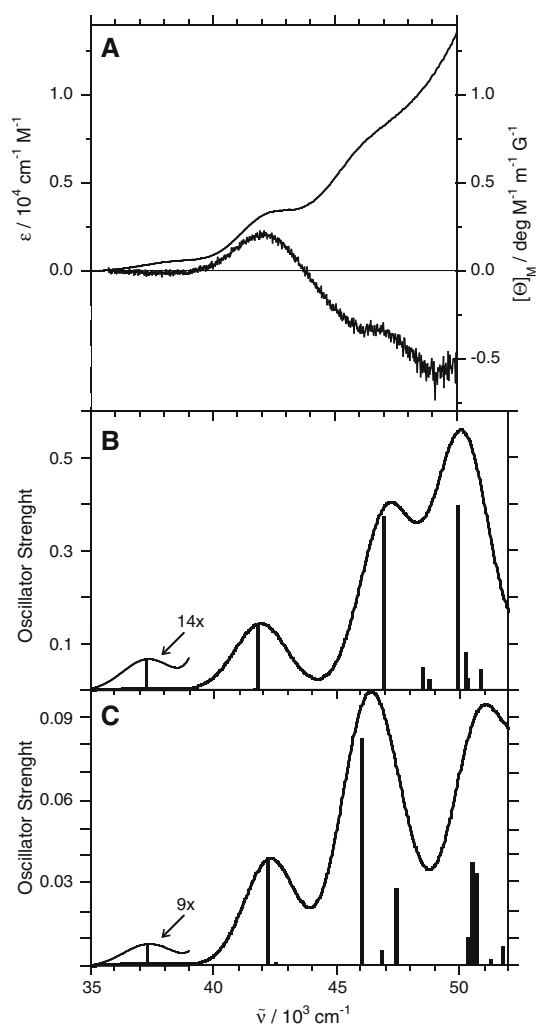 A
1.0
0.5
0.0
ε / 10⁴ cm⁻¹ M⁻¹
1.0
0.5
0.0
-0.5
[Θ]M / deg M⁻¹ m⁻¹ G⁻¹
B
0.5
0.3
0.1
Oscillator Strenght
14x
C
0.09
0.06
0.03
Oscillator Strenght
9x
35 40 45 50
ν̃ / 10³ cm⁻¹